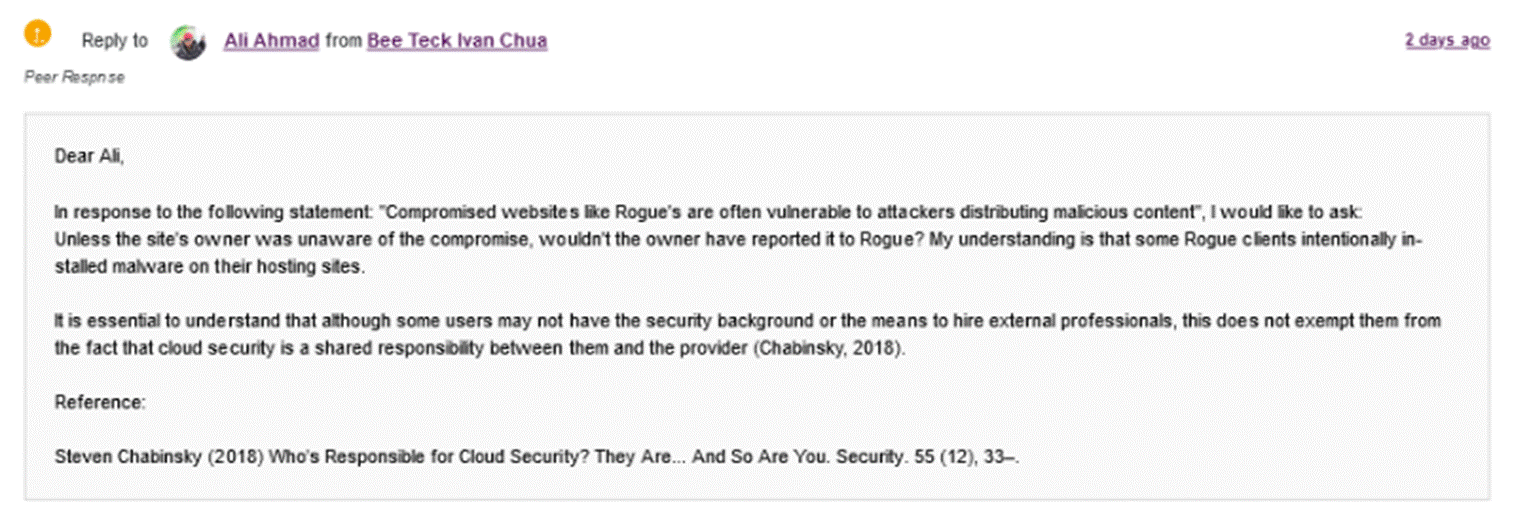 Reply to Ali Ahmad from Bee Teck Ivan Chua 2 days ago
Peer Respnse
Dear Ali,
In response to the following statement: "Compromised websites like Rogue's are often vulnerable to attackers distributing malicious content", I would like to ask:
Unless the site's owner was unaware of the compromise, wouldn't the owner have reported it to Rogue? My understanding is that some Rogue clients intentionally in-
stalled malware on their hosting sites.
It is essential to understand that although some users may not have the security background or the means to hire external professionals, this does not exempt them from
the fact that cloud security is a shared responsibility between them and the provider (Chabinsky, 2018).
Reference:
Steven Chabinsky (2018) Who's Responsible for Cloud Security? They Are... And So Are You. Security. 55 (12), 33–.